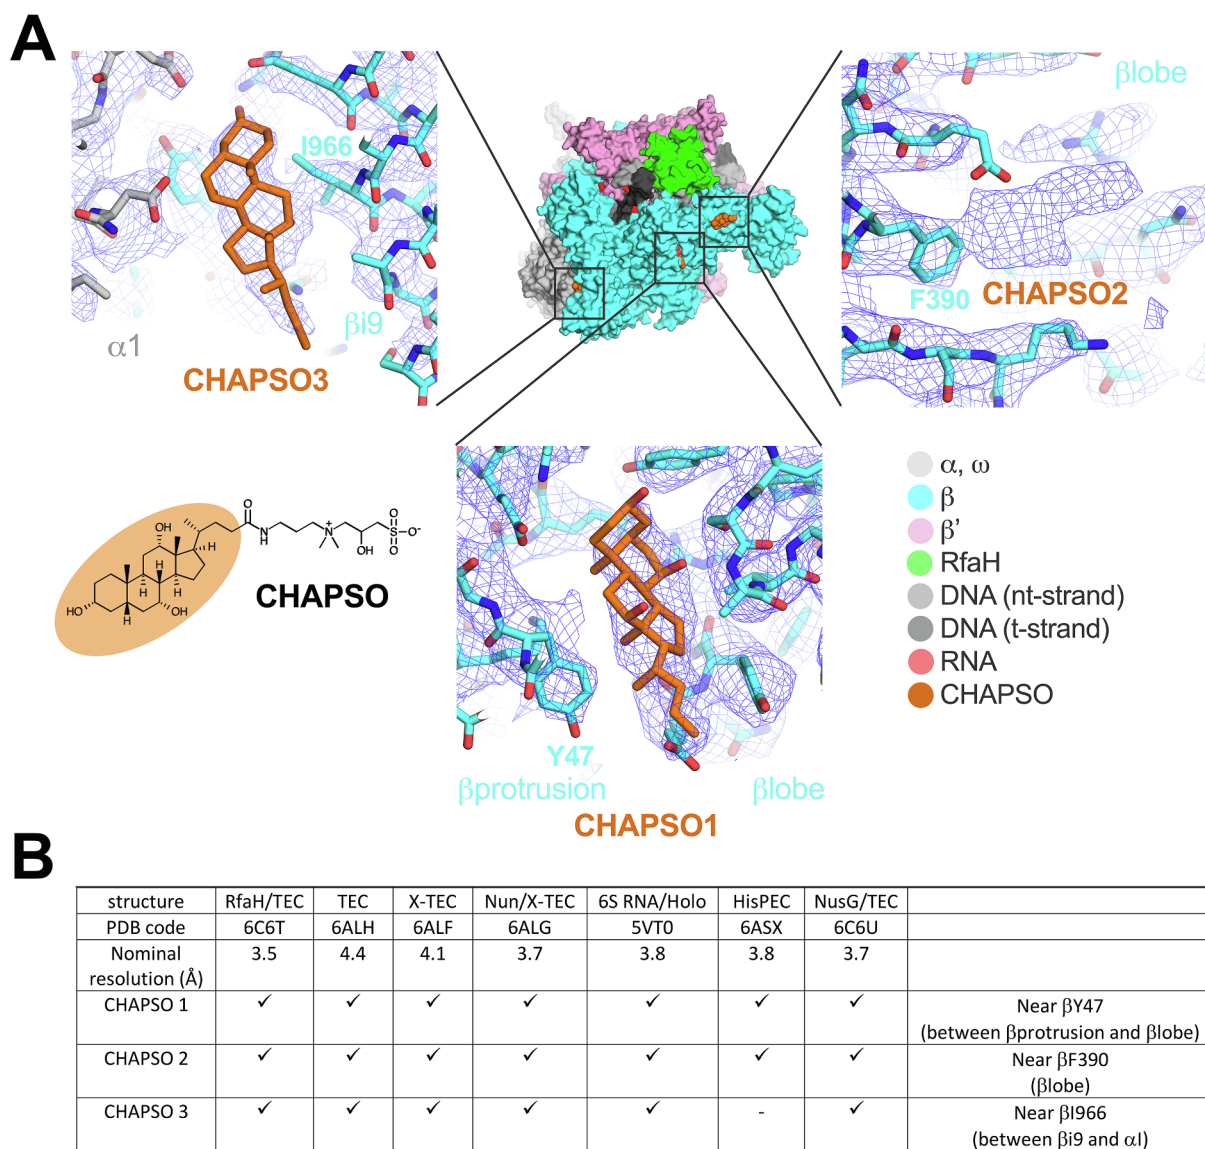 A
I966
βi9
α1
CHAPSO3
βlobe
F390
CHAPSO2
OH
O
N
H
N
+
OH
S
O
O
O-
H
H
H
H
H
HO
OH
CHAPSO
Y47
βprotrusion
βlobe
CHAPSO1
α, ω
β
β’
RfaH
DNA (nt-strand)
DNA (t-strand)
RNA
CHAPSO
B
structure RfaH/TEC TEC X-TEC Nun/X-TEC 6S RNA/Holo HisPEC NusG/TEC
PDB code 6C6T 6ALH 6ALF 6ALG 5VT0 6ASX 6C6U
Nominal 3.5 4.4 4.1 3.7 3.8 3.8 3.7
resolution (Å)
CHAPSO 1 ✓ ✓ ✓ ✓ ✓ ✓ ✓ Near βY47
(between βprotrusion and βlobe)
CHAPSO 2 ✓ ✓ ✓ ✓ ✓ ✓ ✓ Near βF390
(βlobe)
CHAPSO 3 ✓ ✓ ✓ ✓ ✓ - ✓ Near βI966
(between βi9 and αI)